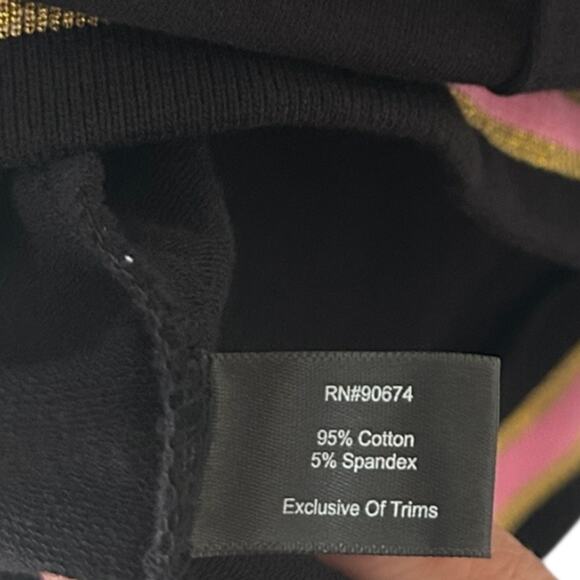 RN#90674
95% Cotton
5% Spandex
Exclusive Of Trims